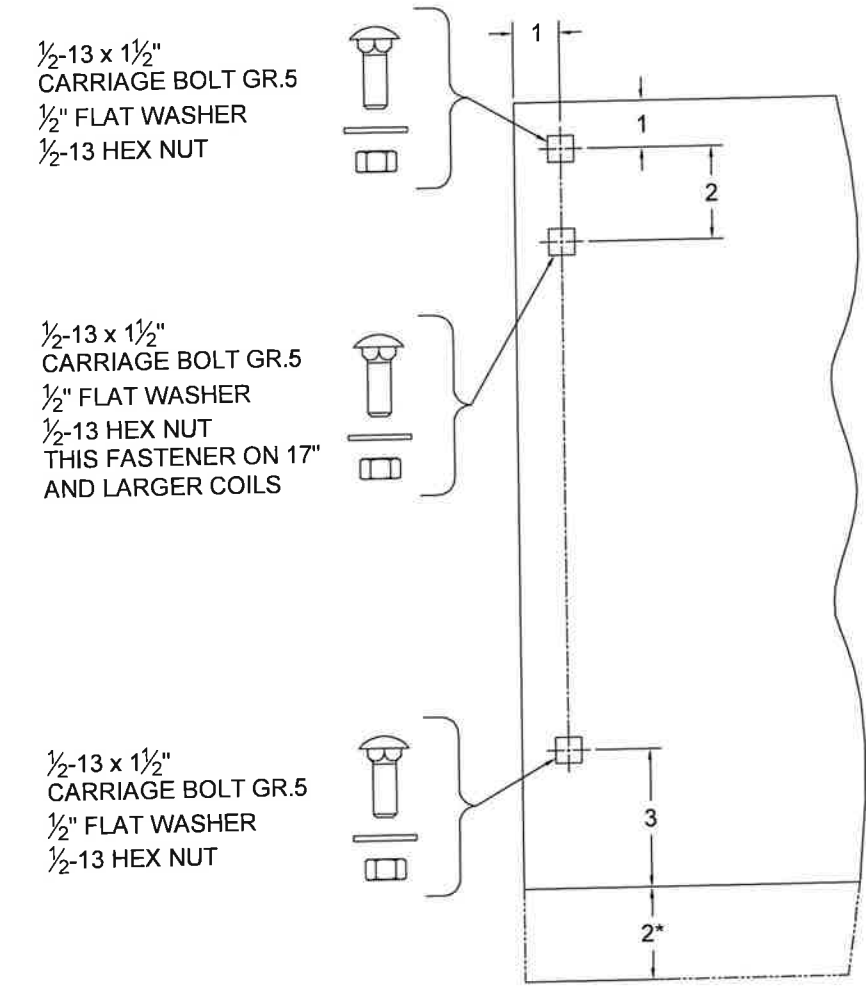 ½-13 x 1½"
CARRIAGE BOLT GR.5
½" FLAT WASHER
½-13 HEX NUT
1
1
2
½-13 x 1½"
CARRIAGE BOLT GR.5
½" FLAT WASHER
½-13 HEX NUT
THIS FASTENER ON 17"
AND LARGER COILS
½-13 x 1½"
CARRIAGE BOLT GR.5
½" FLAT WASHER
½-13 HEX NUT
3
2*